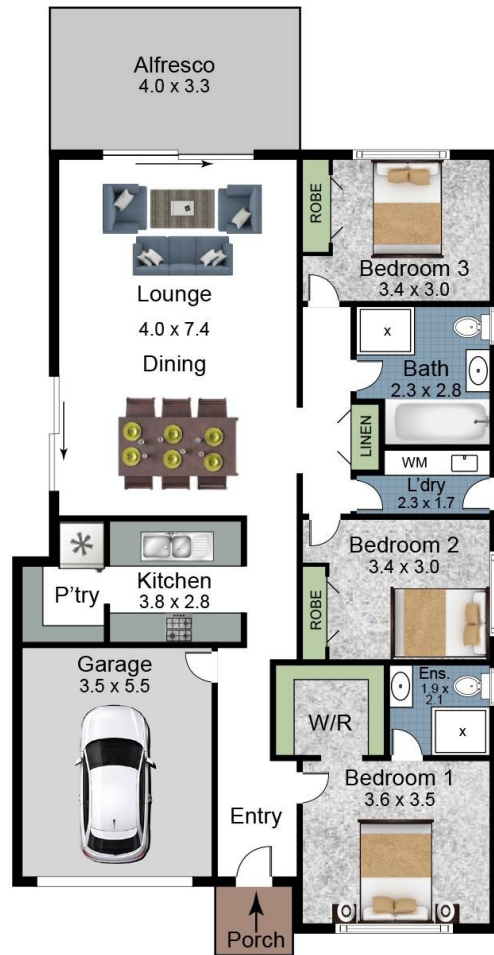 Alfresco
4.0 x 3.3
ROBE
Bedroom 3
3.4 x 3.0
Lounge
4.0 x 7.4
Dining
x
Bath
2.3 x 2.8
LINEN
WM
L'dry
2.3 x 1.7
Bedroom 2
3.4 x 3.0
ROBE
P'try
Kitchen
3.8 x 2.8
Garage
3.5 x 5.5
Ens.
1.9 x
2.1
x
W/R
Bedroom 1
3.6 x 3.5
Entry
Porch